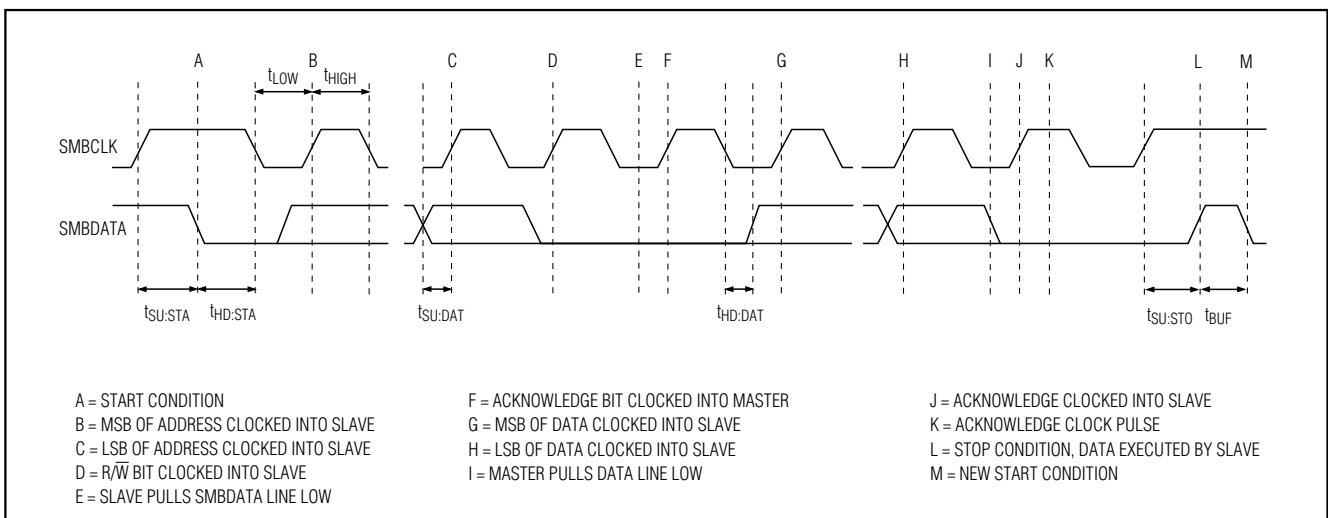 A B C D E F G H I J K L M
tLOW tHIGH
SMBCLK
SMBDATA
tSU:STA tHD:STA tSU:DAT tHD:DAT tSU:STO tBUF
A = START CONDITION
B = MSB OF ADDRESS CLOCKED INTO SLAVE
C = LSB OF ADDRESS CLOCKED INTO SLAVE
D = R/W̅ BIT CLOCKED INTO SLAVE
E = SLAVE PULLS SMBDATA LINE LOW
F = ACKNOWLEDGE BIT CLOCKED INTO MASTER
G = MSB OF DATA CLOCKED INTO SLAVE
H = LSB OF DATA CLOCKED INTO SLAVE
I = MASTER PULLS DATA LINE LOW
J = ACKNOWLEDGE CLOCKED INTO SLAVE
K = ACKNOWLEDGE CLOCK PULSE
L = STOP CONDITION, DATA EXECUTED BY SLAVE
M = NEW START CONDITION